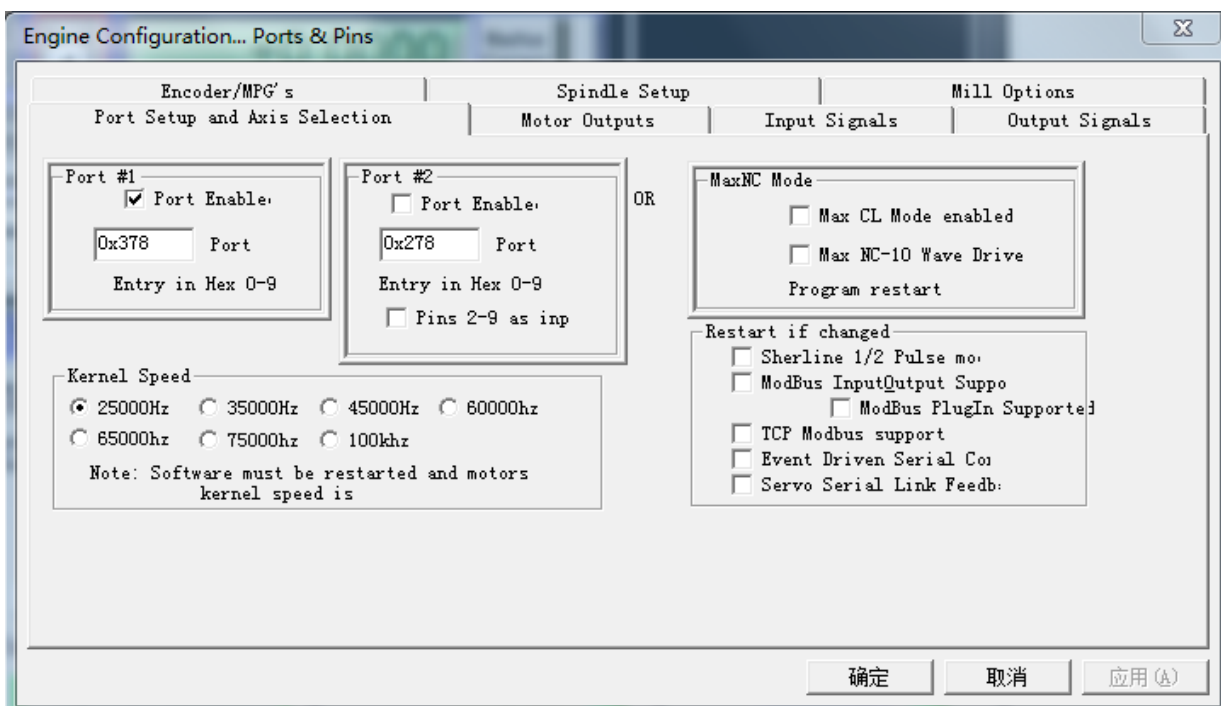 Engine Configuration... Ports & Pins
Encoder/MPG's
Spindle Setup
Mill Options
Port Setup and Axis Selection
Motor Outputs
Input Signals
Output Signals
Port #1
Port Enable
0x378
Port
Entry in Hex 0-9
Port #2
Port Enable
0x278
Port
Entry in Hex 0-9
Pins 2-9 as inp
OR
MaxNC Mode
Max CL Mode enabled
Max NC-10 Wave Drive
Program restart
Restart if changed
Sherline 1/2 Pulse mo
ModBus InputOutput Suppo
ModBus PlugIn Supported
TCP Modbus support
Event Driven Serial Co
Servo Serial Link Feedb
Kernel Speed
25000Hz
35000Hz
45000Hz
60000hz
65000hz
75000hz
100khz
Note: Software must be restarted and motors
kernel speed is
确定
取消
应用(A)